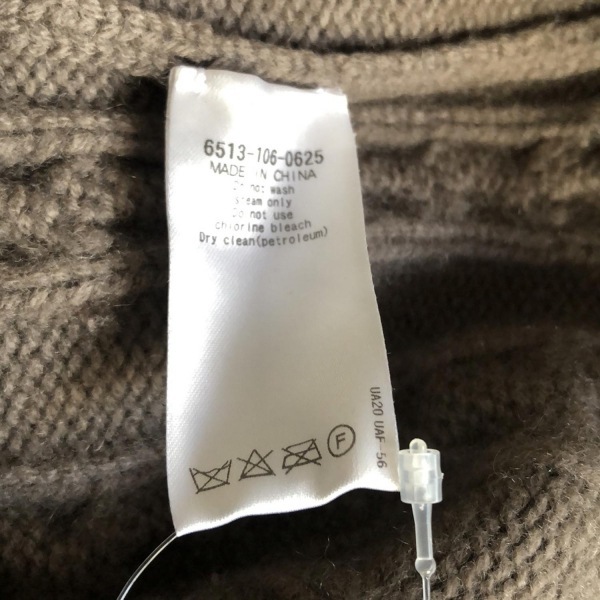 6513-106-0625
MADE IN CHINA
Do not wash
steam only
Do not use
chlorine bleach
Dry clean(petroleum)
UA20 UAF-56
F